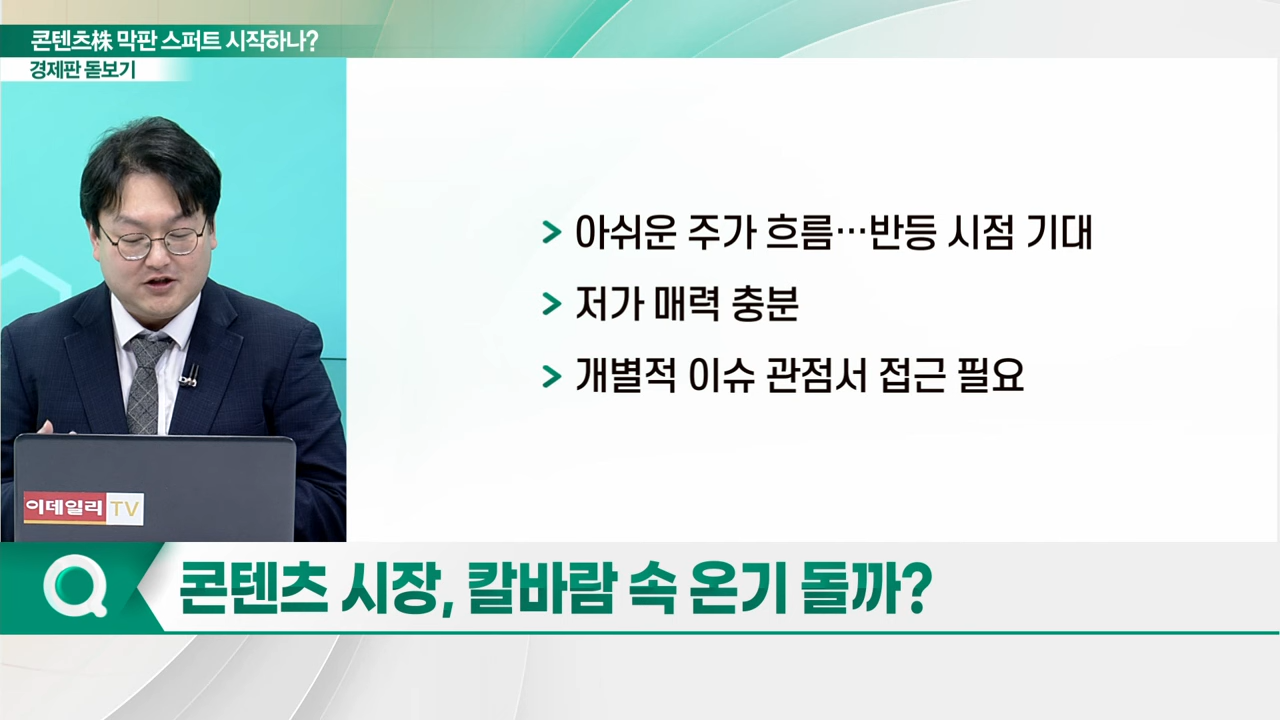 콘텐츠株 막판 스퍼트 시작하나?
경제판 돋보기
> 아쉬운 주가 흐름…반등 시점 기대
> 저가 매력 충분
> 개별적 이슈 관점서 접근 필요
이데일리 TV
콘텐츠 시장, 칼바람 속 온기 돌까?